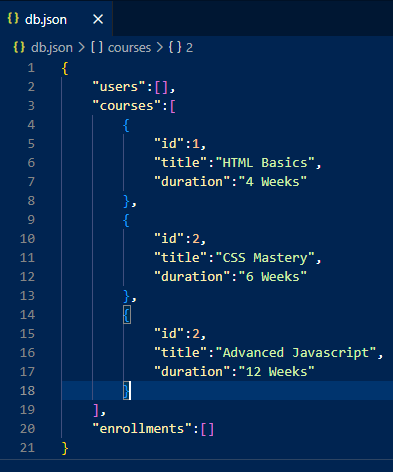 {} db.json ×
{} db.json > [ ] courses > {} 2
1 {
2     "users":[],
3     "courses":[
4         {
5             "id":1,
6             "title":"HTML Basics",
7             "duration":"4 Weeks"
8         },
9         {
10             "id":2,
11             "title":"CSS Mastery",
12             "duration":"6 Weeks"
13         },
14         {
15             "id":2,
16             "title":"Advanced Javascript",
17             "duration":"12 Weeks"
18         }
19     ],
20     "enrollments":[]
21 }